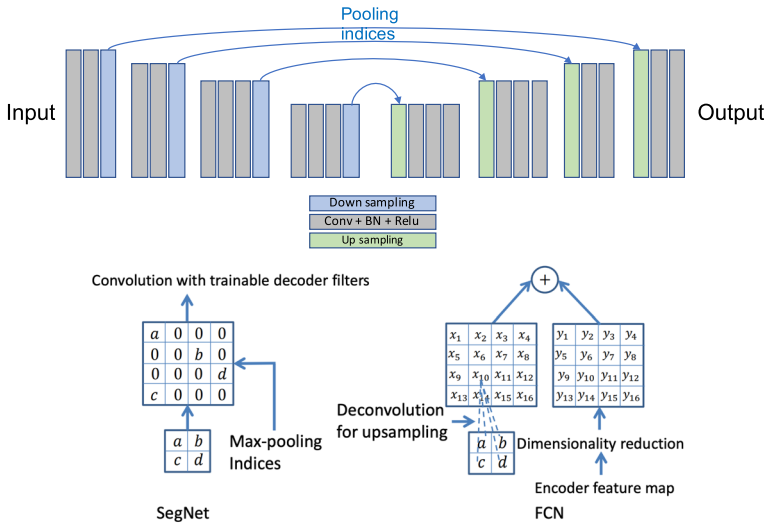 Pooling
indices
Input
Output
Down sampling
Conv + BN + Relu
Up sampling
Convolution with trainable decoder filters
a 0 0 0
0 0 b 0
0 0 0 d
c 0 0 0
a b
c d
Max-pooling
Indices
SegNet
+
x1 x2 x3 x4
x5 x6 x7 x8
x9 x10 x11 x12
x13 x14 x15 x16
y1 y2 y3 y4
y5 y6 y7 y8
y9 y10 y11 y12
y13 y14 y15 y16
Deconvolution
for upsampling
a b
c d
Dimensionality reduction
Encoder feature map
FCN